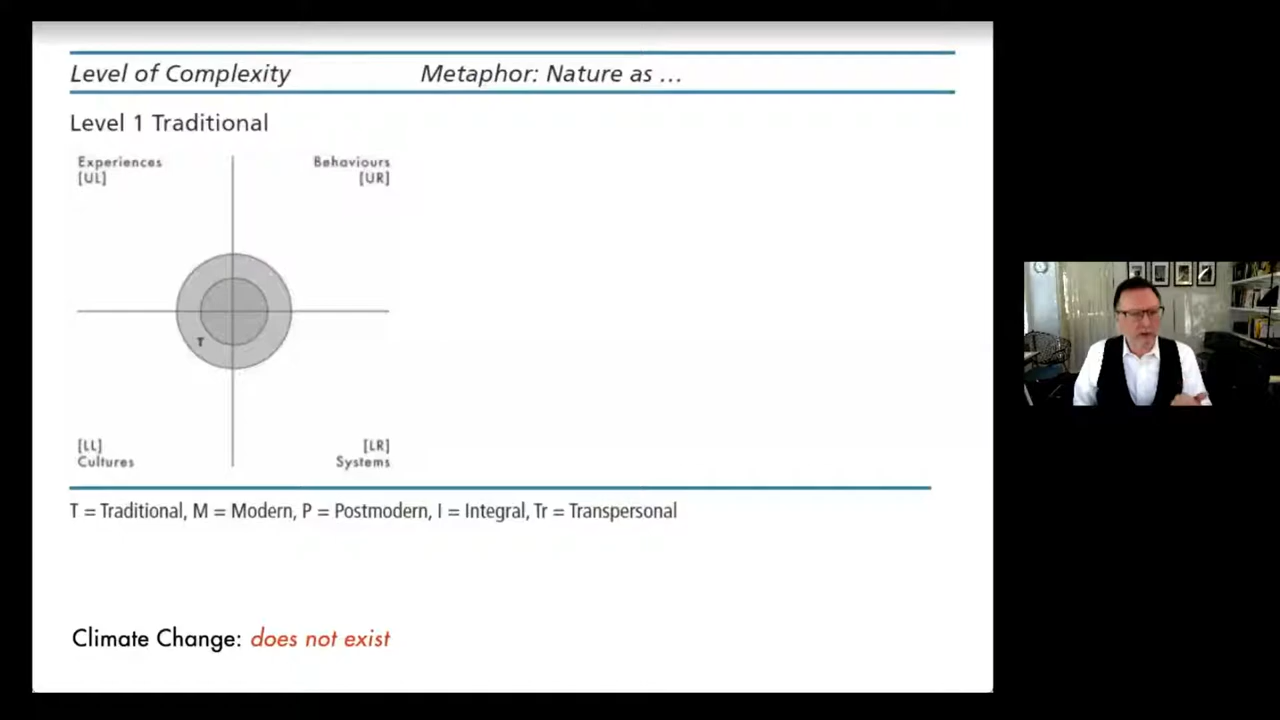 Level of Complexity
Metaphor: Nature as ...
Level 1 Traditional
Experiences
[UL]
Behaviours
[UR]
T
[LL]
Cultures
[LR]
Systems
T = Traditional, M = Modern, P = Postmodern, I = Integral, Tr = Transpersonal
Climate Change: does not exist